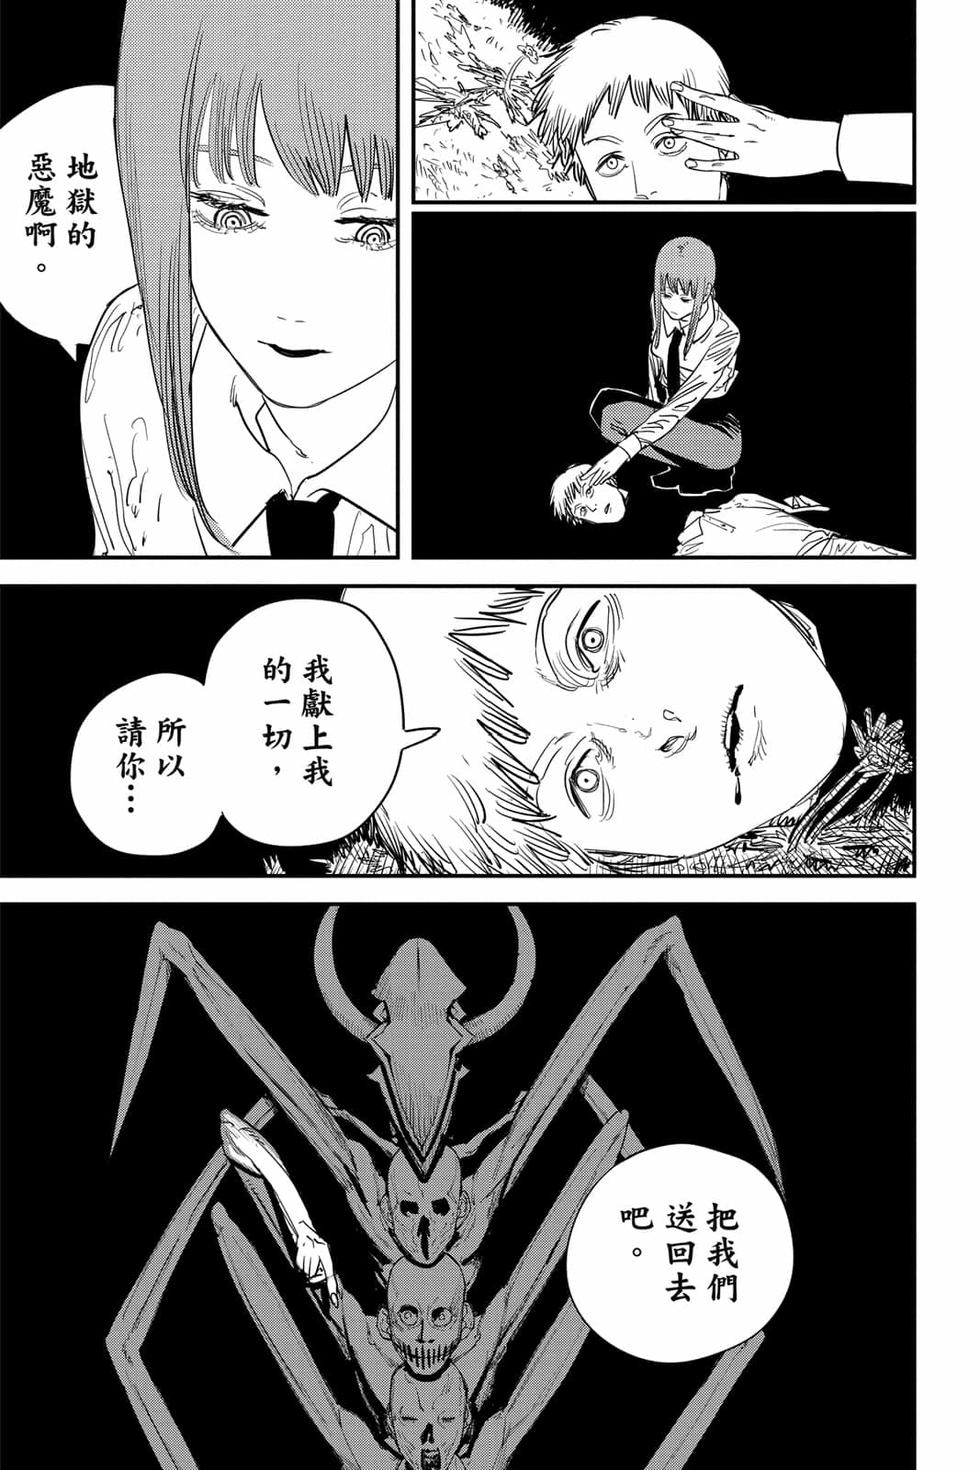 地獄的
惡魔啊。
我獻上我
的一切，
所以
請你…
把我們
送回去
吧。